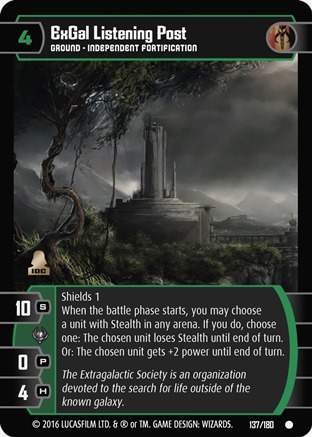 4
ExGal Listening Post
GROUND - INDEPENDENT FORTIFICATION
IDC
10 S
0 P
4 H
Shields 1
When the battle phase starts, you may choose
a unit with Stealth in any arena. If you do, choose
one: The chosen unit loses Stealth until end of turn.
Or: The chosen unit gets +2 power until end of turn.
The Extragalactic Society is an organization
devoted to the search for life outside of the
known galaxy.
© 2016 LUCASFILM LTD. & ® or TM. GAME DESIGN: WIZARDS.
137/180